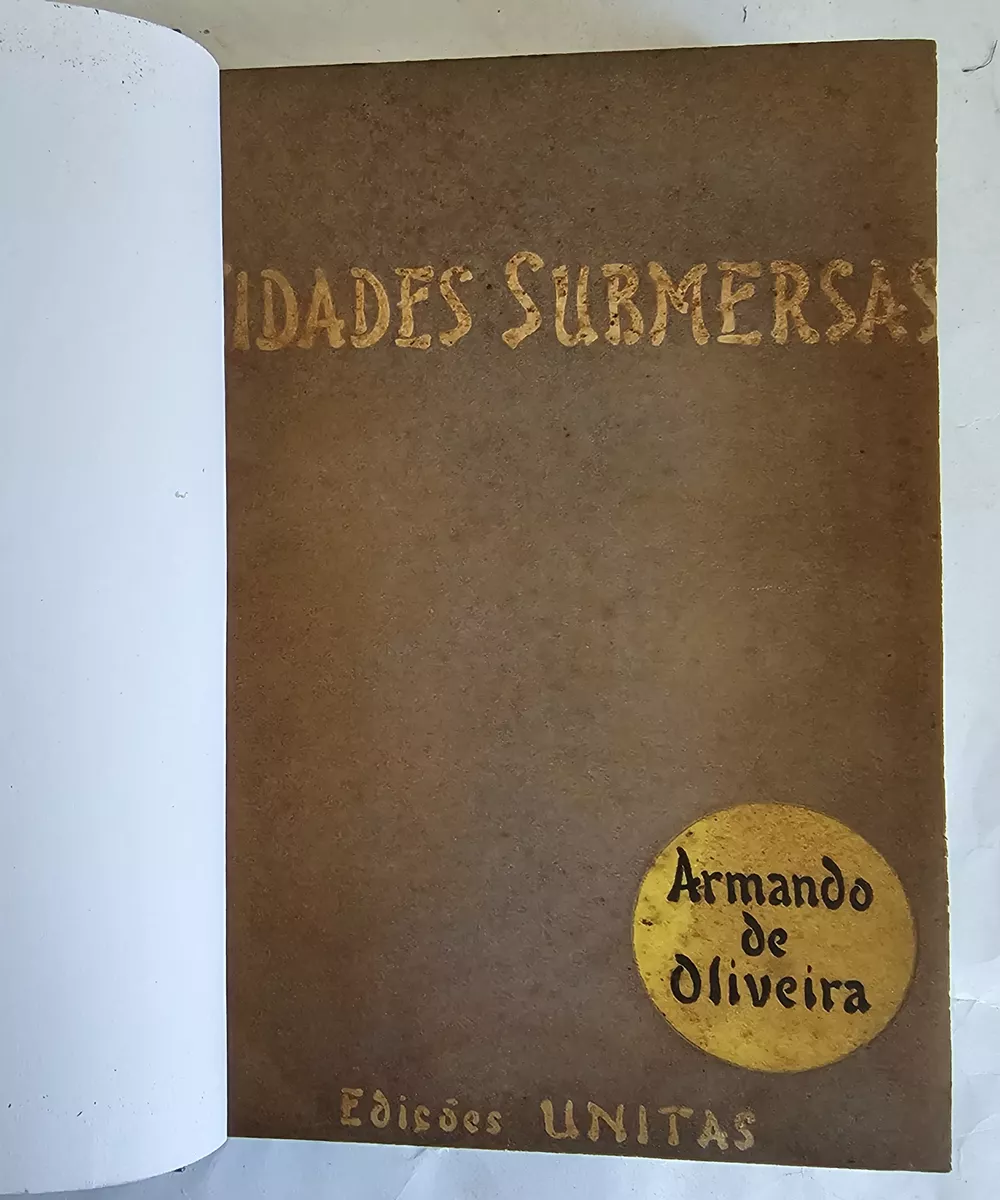 IDADES SUBMERSAS
Armando
de
Oliveira
Edições UNITAS